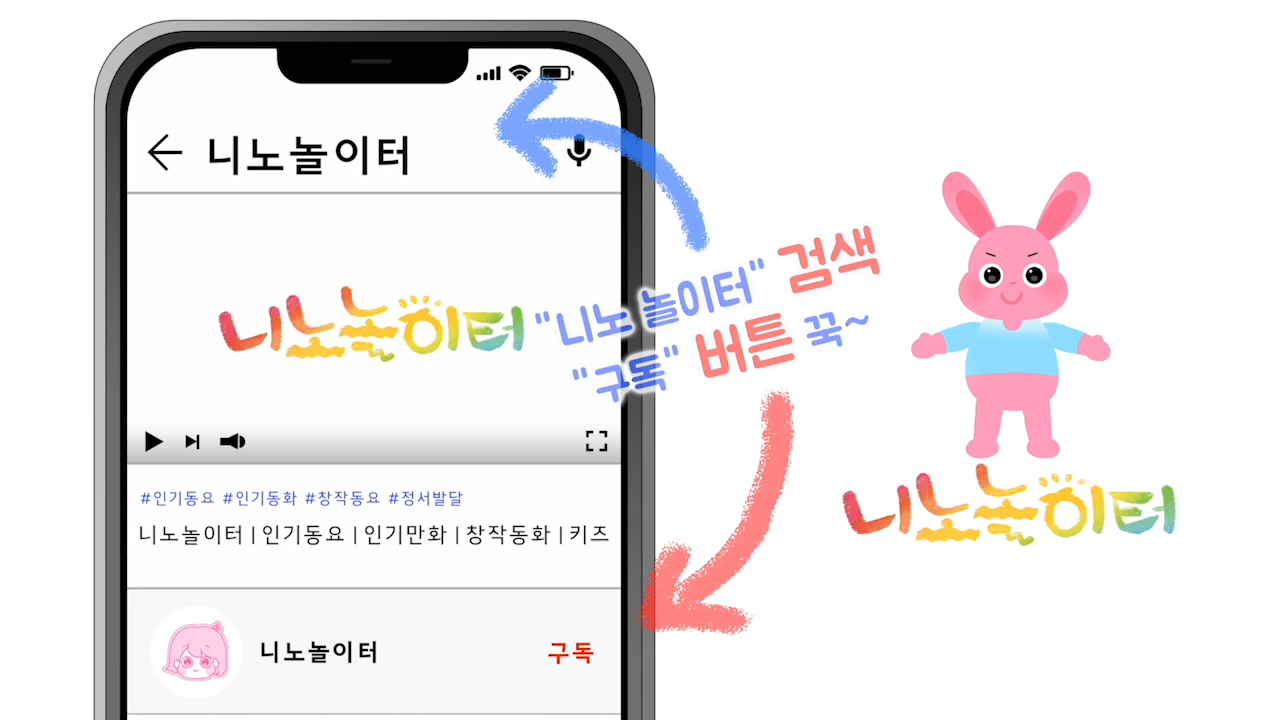 니노놀이터
니노놀이터
"니노 놀이터" 검색
"구독" 버튼 꾹~
#인기동요 #인기동화 #창작동요 #정서발달
니노놀이터 | 인기동요 | 인기만화 | 창작동화 | 키즈
니노놀이터
구독
니노놀이터